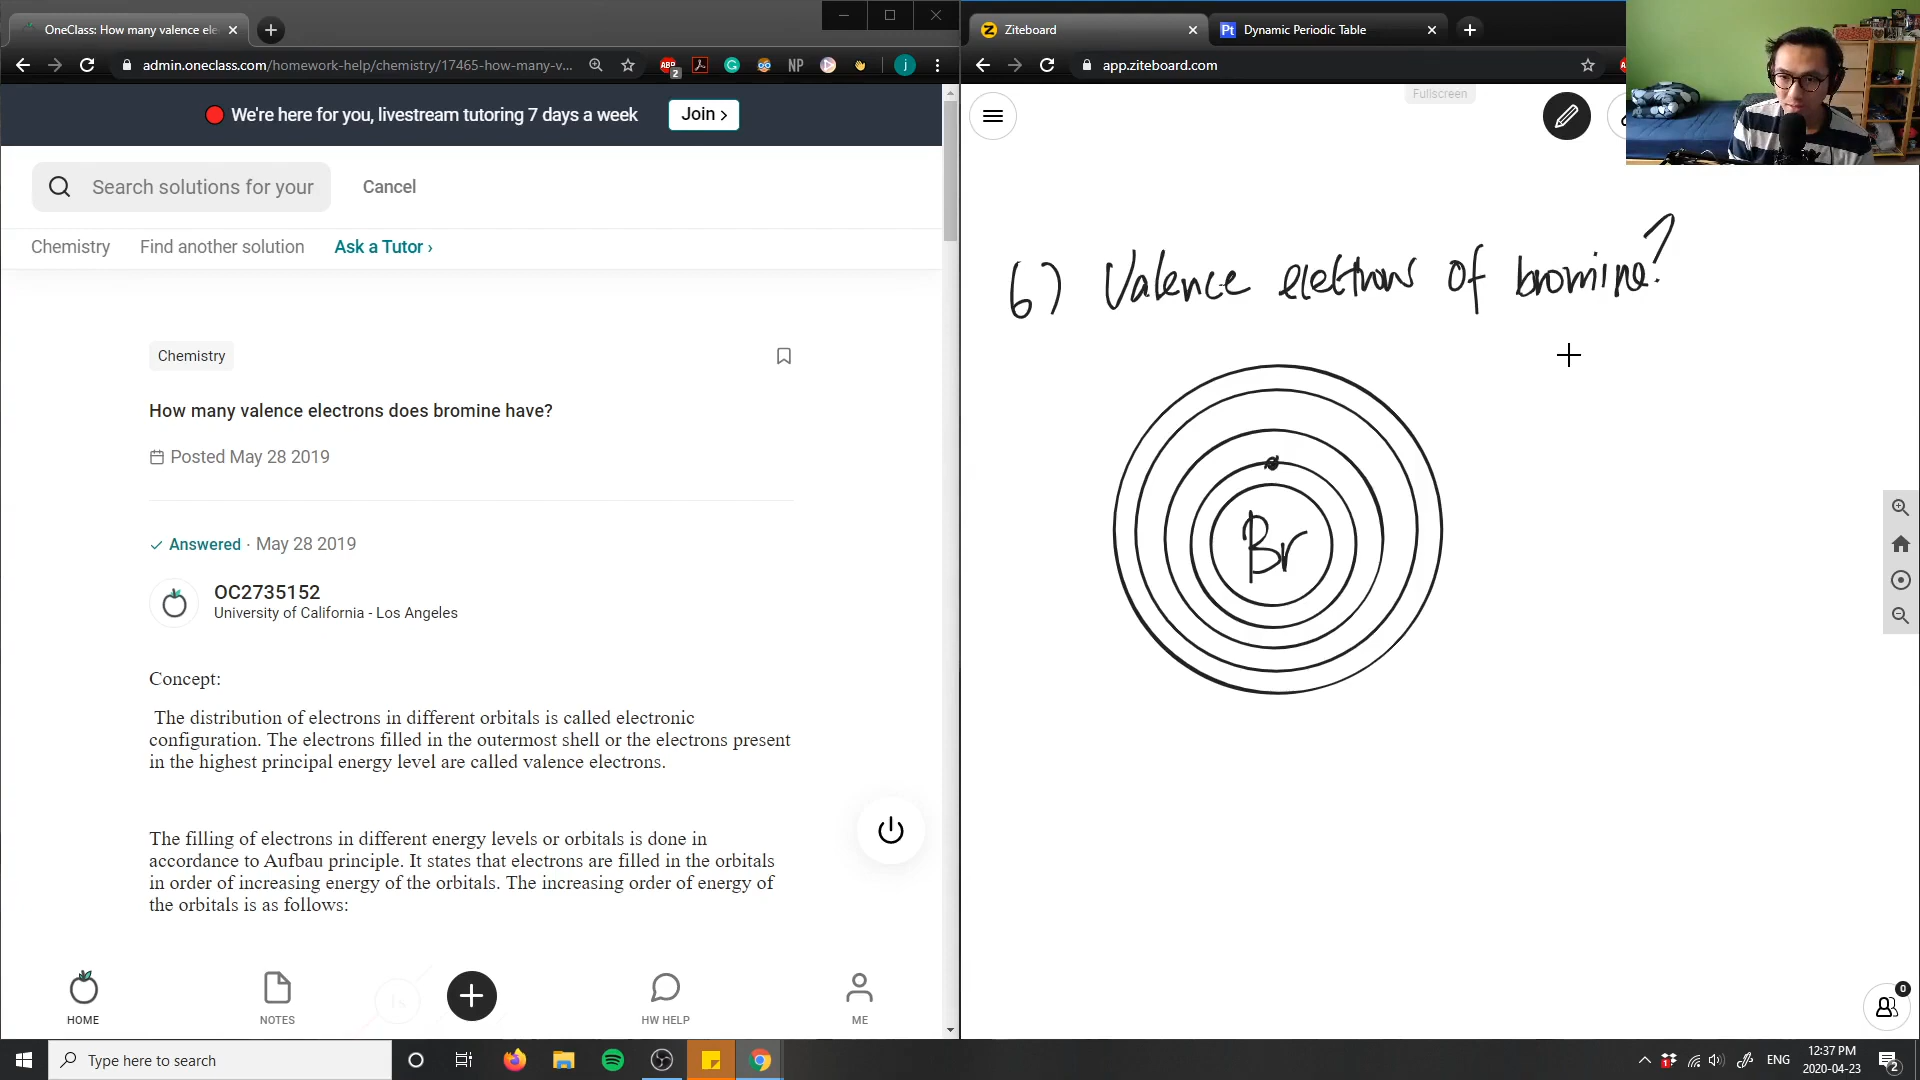 OneClass: How many valence ele
admin.oneclass.com/homework-help/chemistry/17465-how-many-v...
ABP
2
NP
j
We're here for you, livestream tutoring 7 days a week
Join ›
Search solutions for your
Cancel
Chemistry
Find another solution
Ask a Tutor ›
Chemistry
How many valence electrons does bromine have?
Posted May 28 2019
Answered · May 28 2019
OC2735152
University of California - Los Angeles
Concept:
The distribution of electrons in different orbitals is called electronic
configuration. The electrons filled in the outermost shell or the electrons present
in the highest principal energy level are called valence electrons.
The filling of electrons in different energy levels or orbitals is done in
accordance to Aufbau principle. It states that electrons are filled in the orbitals
in order of increasing energy of the orbitals. The increasing order of energy of
the orbitals is as follows:
HOME
NOTES
HW HELP
ME
Ziteboard
Pt
Dynamic Periodic Table
app.ziteboard.com
Fullscreen
6) Valence electrons of bromine?
Br
0
Type here to search
ENG
12:37 PM
2020-04-23
2